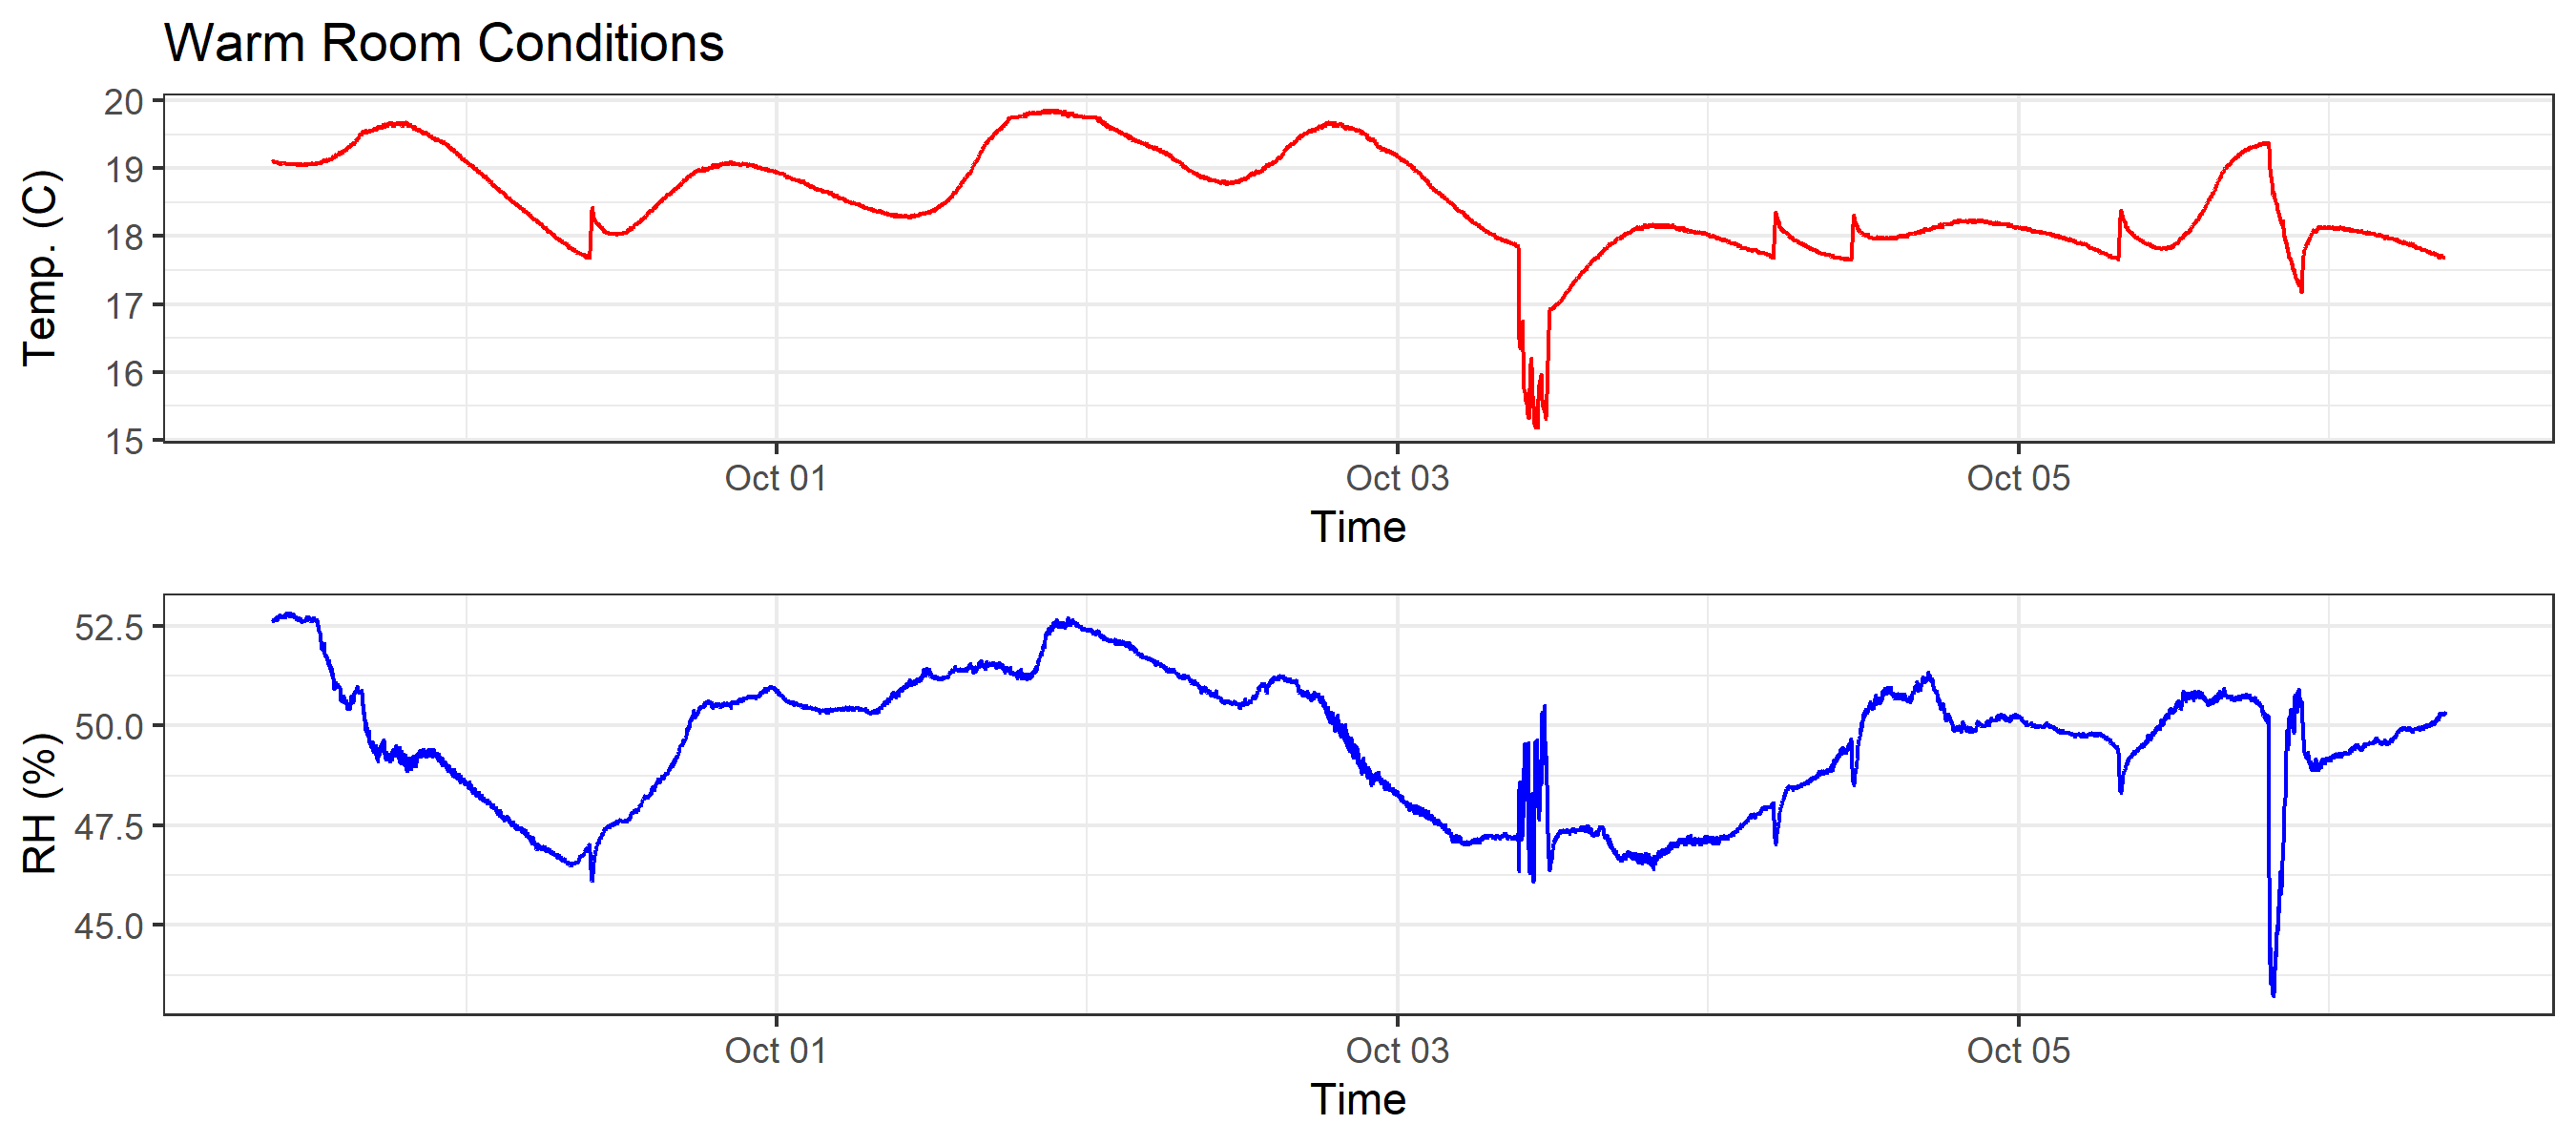 Warm Room Conditions
Temp. (C)
20
19
18
17
16
15
Oct 01 Oct 03 Oct 05
Time
RH (%)
52.5
50.0
47.5
45.0
Oct 01 Oct 03 Oct 05
Time